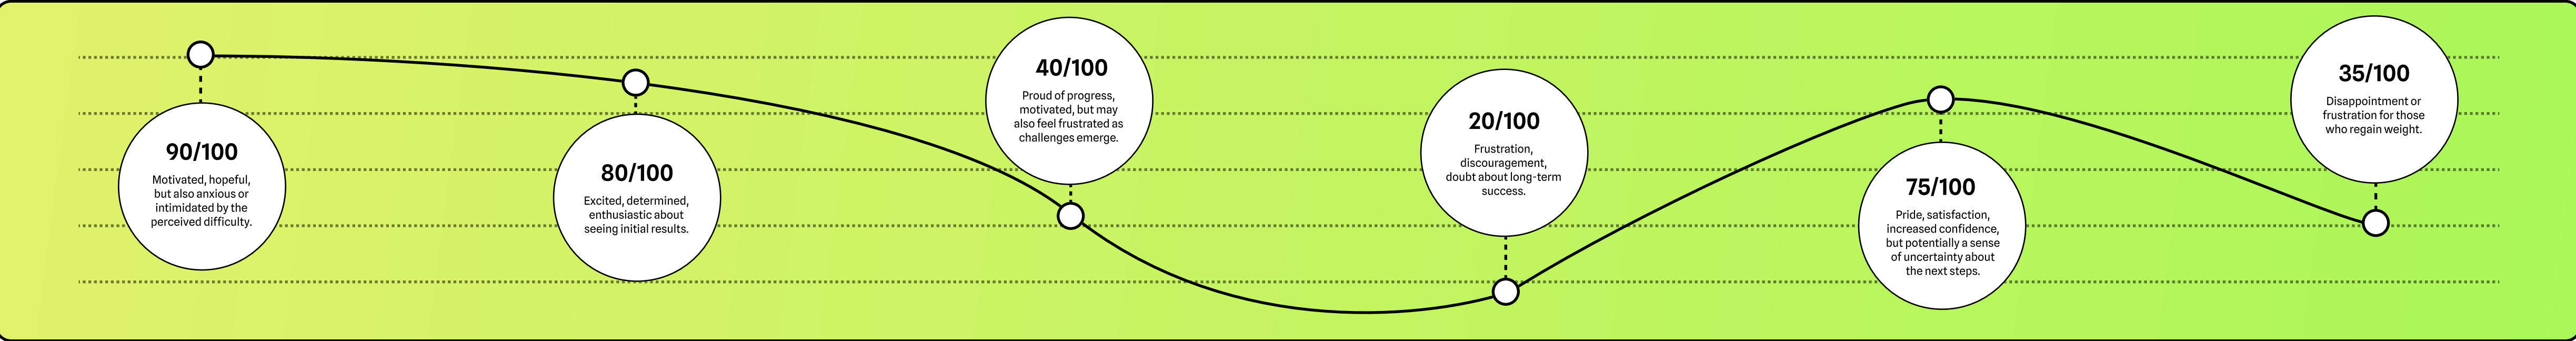 90/100
Motivated, hopeful,
but also anxious or
intimidated by the
perceived difficulty.
80/100
Excited, determined,
enthusiastic about
seeing initial results.
40/100
Proud of progress,
motivated, but may
also feel frustrated as
challenges emerge.
20/100
Frustration,
discouragement,
doubt about long-term
success.
75/100
Pride, satisfaction,
increased confidence,
but potentially a sense
of uncertainty about
the next steps.
35/100
Disappointment or
frustration for those
who regain weight.